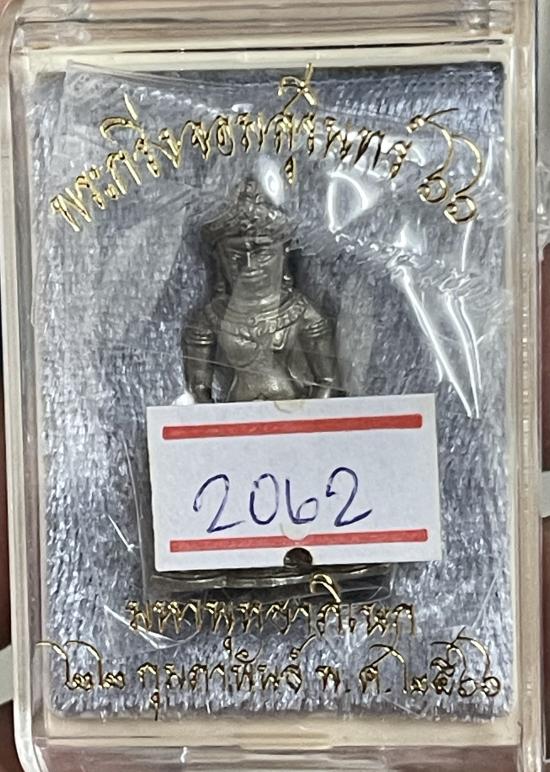 พระกริ่งจอมสุรินทร์ ๖๖
2062
มหาพุทธาภิเษก
๒๒ กุมภาพันธ์ พ.ศ.๒๕๖๖